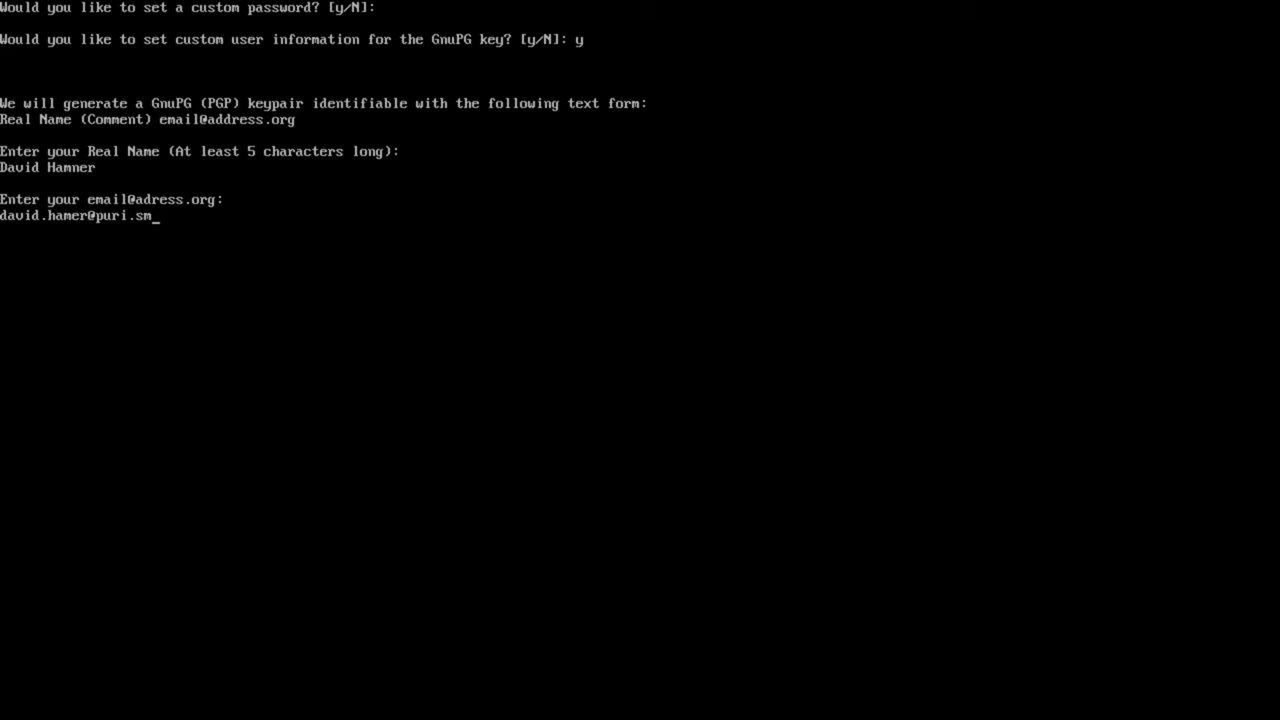 Would you like to set a custom password? [y/N]:
Would you like to set custom user information for the GnuPG key? [y/N]: y
We will generate a GnuPG (PGP) keypair identifiable with the following text form:
Real Name (Comment) email@address.org
Enter your Real Name (At least 5 characters long):
David Hamner
Enter your email@adress.org:
david.hamer@puri.sm_